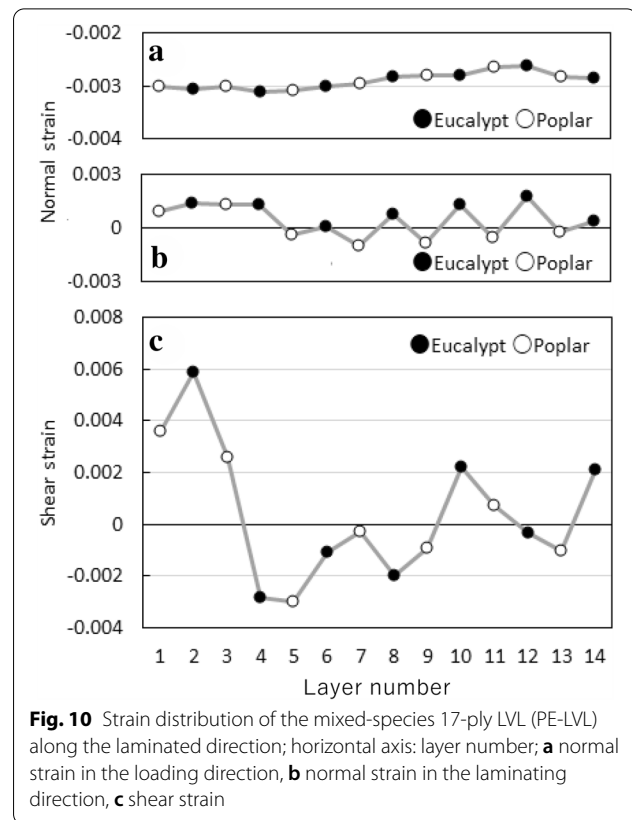 -0.002
a
-0.003
-0.004
Eucalypt Poplar
Normal strain
0.003
0
-0.003
b
Eucalypt Poplar
0.008
c
Eucalypt Poplar
0.006
0.004
0.002
0
-0.002
-0.004
Shear strain
1 2 3 4 5 6 7 8 9 10 11 12 13 14
Layer number
Fig. 10 Strain distribution of the mixed-species 17-ply LVL (PE-LVL)
along the laminated direction; horizontal axis: layer number; a normal
strain in the loading direction, b normal strain in the laminating
direction, c shear strain